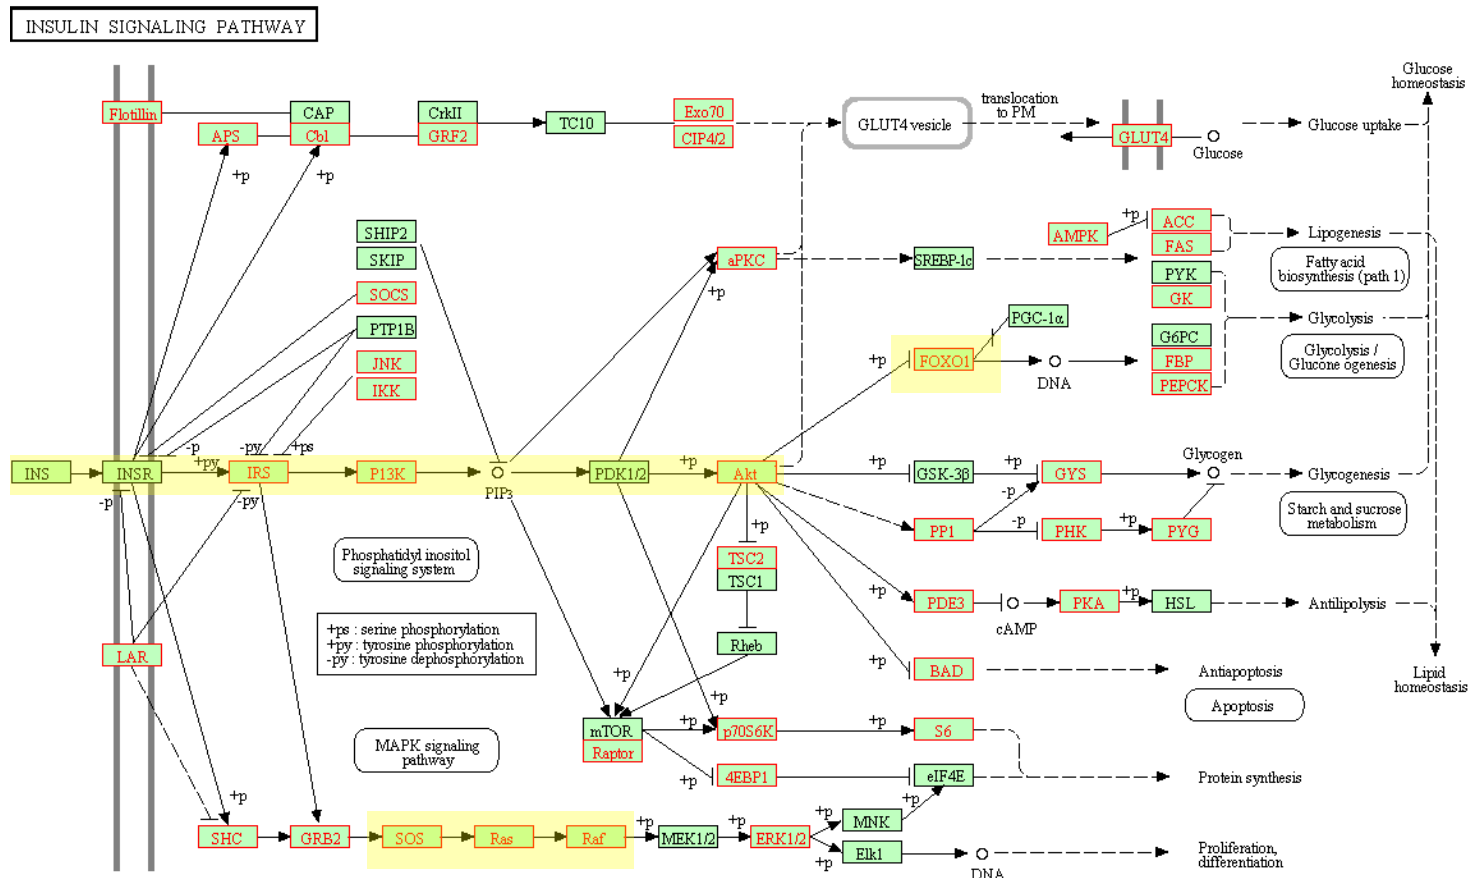 INSULIN SIGNALING PATHWAY
Glucose
homeostasis
Flotillin
CAP
CrkII
Exo70
translocation
to PM
APS
Cbl
GRF2
TC10
CIP4/2
GLUT4 vesicle
GLUT4
Glucose
Glucose uptake
+p
+p
SHIP2
SKIP
SOCS
PTP1B
JNK
IKK
aPKC
+p
SREBP-1c
AMPK
+p
ACC
FAS
PYK
GK
Lipogenesis
Fatty acid
biosynthesis (path 1)
Glycolysis
PGC-1α
+p
FOXO1
DNA
G6PC
FBP
PEPCK
Glycolysis /
Glucone ogenesis
-p
-py
+ps
+py
INS
INSR
IRS
P13K
PIP3
PDK1/2
+p
Akt
+p
GSK-3β
+p
GYS
Glycogen
Glycogenesis
-p
-py
-p
-p
PP1
PHK
+p
PYG
Starch and sucrose
metabolism
Phosphatidyl inositol
signaling system
+p
TSC2
TSC1
+p
PDE3
cAMP
PKA
+p
HSL
Antilipolysis
+ps : serine phosphorylation
+py : tyrosine phosphorylation
-py : tyrosine dephosphorylation
LAR
Rheb
+p
+p
+p
BAD
Antiapoptosis
Apoptosis
Lipid
homeostasis
MAPK signaling
pathway
mTOR
Raptor
+p
p70S6K
+p
S6
+p
4EBP1
eIF4E
Protein synthesis
+p
SHC
GRB2
SOS
Ras
Raf
+p
MEK1/2
+p
ERK1/2
+p
MNK
+p
+p
Elk1
DNA
Proliferation,
differentiation